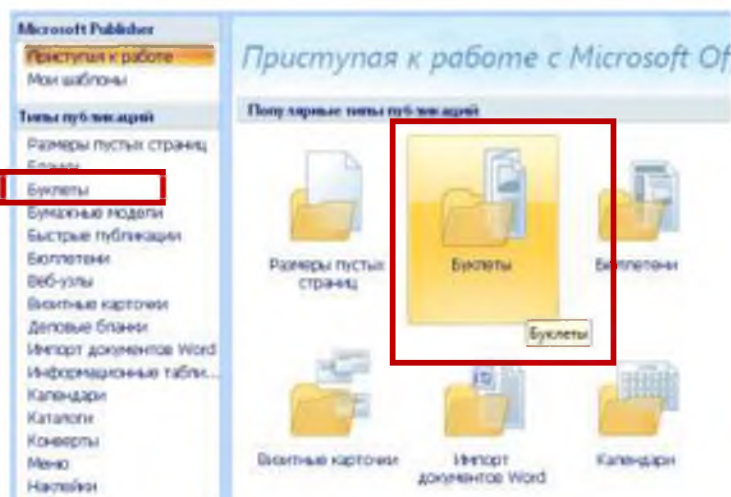 Microsoft Publisher
Приступая к работе
Мои шаблоны
Типы публикаций
Размеры пустых страниц
Бланки
Буклеты
Бумажные модели
Быстрые публикации
Бюллетени
Веб-узлы
Визитные карточки
Деловые бланки
Импорт документов Word
Информационные табли...
Календари
Каталоги
Конверты
Меню
Наклейки
Приступая к работе с Microsoft Of
Популярные типы публикаций
Размеры пустых
страниц
Буклеты
Бюллетени
Буклеты
Визитные карточки
Импорт
документов Word
Календари